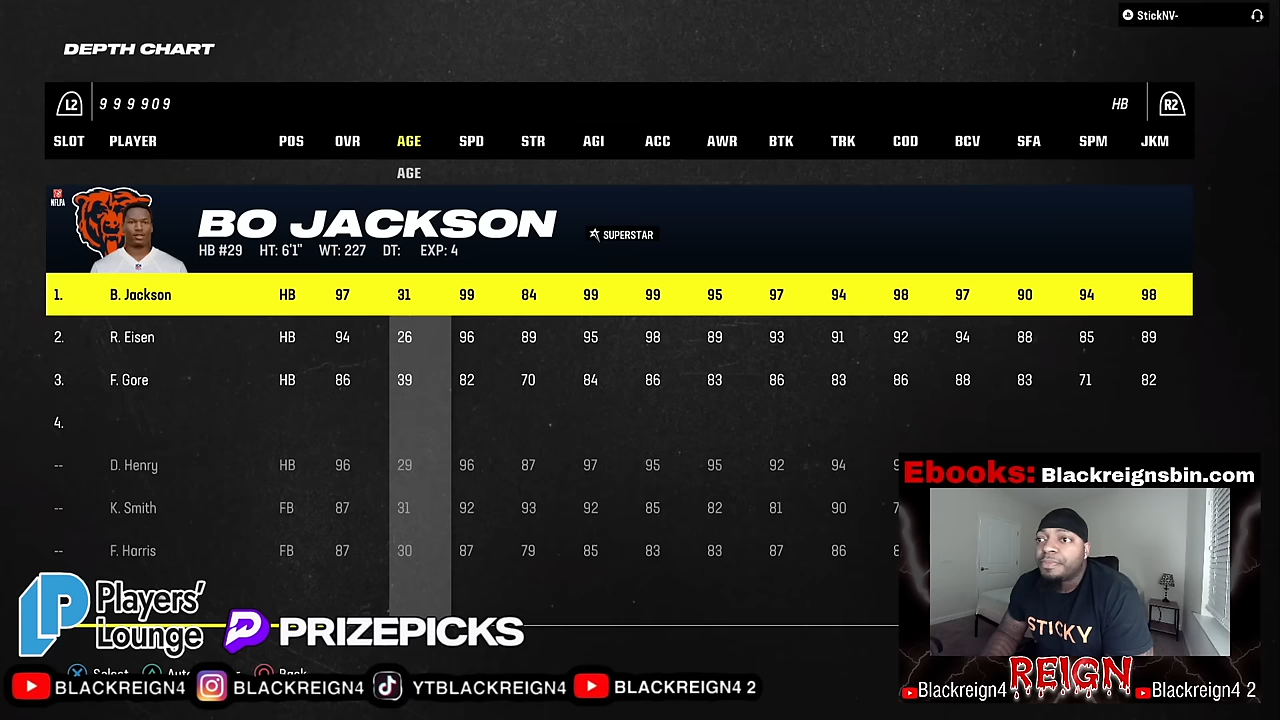 StickNV-
DEPTH CHART
L2 9 9 9 909 HB R2
SLOT PLAYER POS OVR AGE SPD STR AGI ACC AWR BTK TRK COD BCV SFA SPM JKM
AGE
NFLPA
BO JACKSON SUPERSTAR
HB #29 HT: 6'1" WT: 227 DT: EXP: 4
1. B. Jackson HB 97 31 99 84 99 99 95 97 94 98 97 90 94 98
2. R. Eisen HB 94 26 96 89 95 98 89 93 91 92 94 88 85 89
3. F. Gore HB 86 39 82 70 84 86 83 86 83 86 88 83 71 82
4.
-- D. Henry HB 96 29 96 87 97 95 95 92 94
-- K. Smith FB 87 31 92 93 92 85 82 81 90
-- F. Harris FB 87 30 87 79 85 83 83 87 86
Ebooks: Blackreignsbin.com
STICKY
Players'
Lounge
PRIZEPICKS
Select Back
BLACKREIGN4 BLACKREIGN4 YTBLACKREIGN4 BLACKREIGN4 2
Blackreign4 REIGN Blackreign4 2